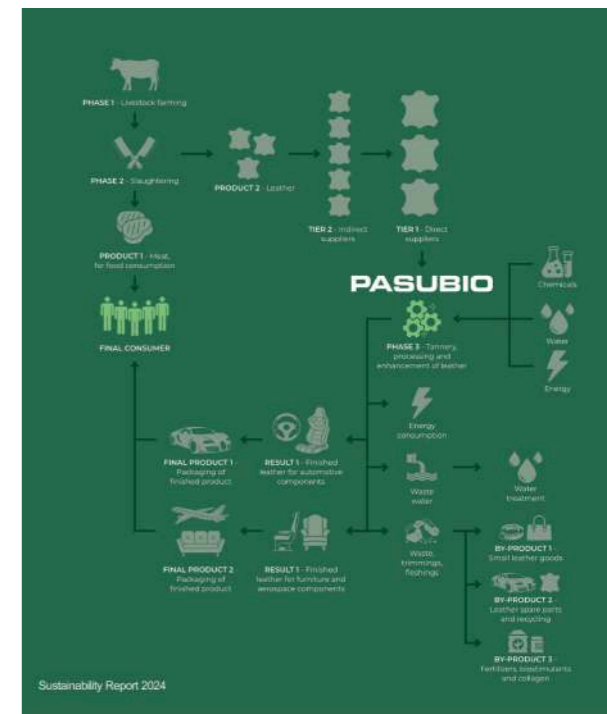 PHASE 1 - Livestock farming
PHASE 2 - Slaughtering
PRODUCT 2 - Leather
TIER 2 - Indirect
suppliers
TIER 1 - Direct
suppliers
PRODUCT 1 - Meat,
for food consumption
FINAL CONSUMER
PASUBIO
PHASE 3 - Tannery,
processing and
enhancement of leather
Chemicals
Water
Energy
Energy
consumption
FINAL PRODUCT 1 -
Packaging of
finished product
RESULT 1 - Finished
leather for automotive
components
Waste
water
Water
treatment
FINAL PRODUCT 2
Packaging of
finished product
RESULT 1 - Finished
leather for furniture and
aerospace components
Waste,
trimmings,
fleshings
BY-PRODUCT 1 -
Small leather goods
BY-PRODUCT 2 -
Leather spare parts
and recycling
BY-PRODUCT 3 -
Fertilizers, biostimulants
and collagen
Sustainability Report 2024